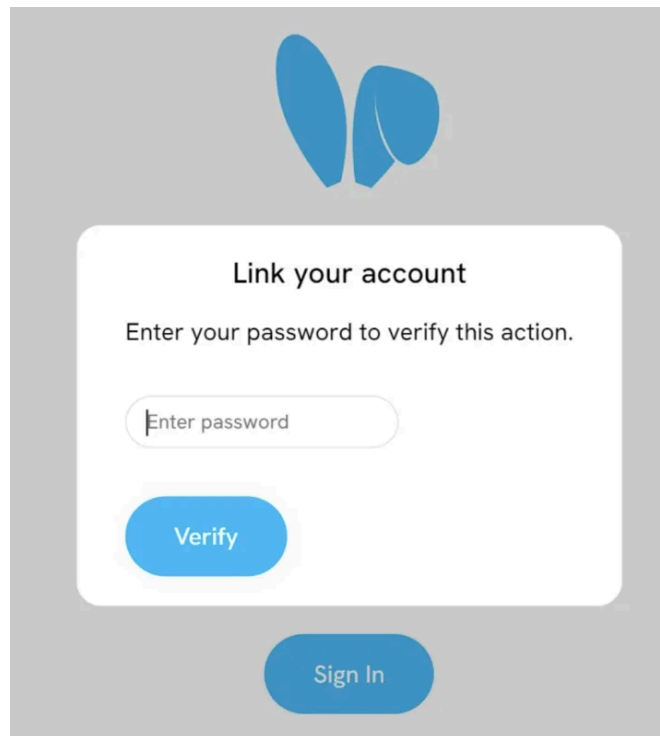 Link your account
Enter your password to verify this action.
Enter password
Verify
Sign In